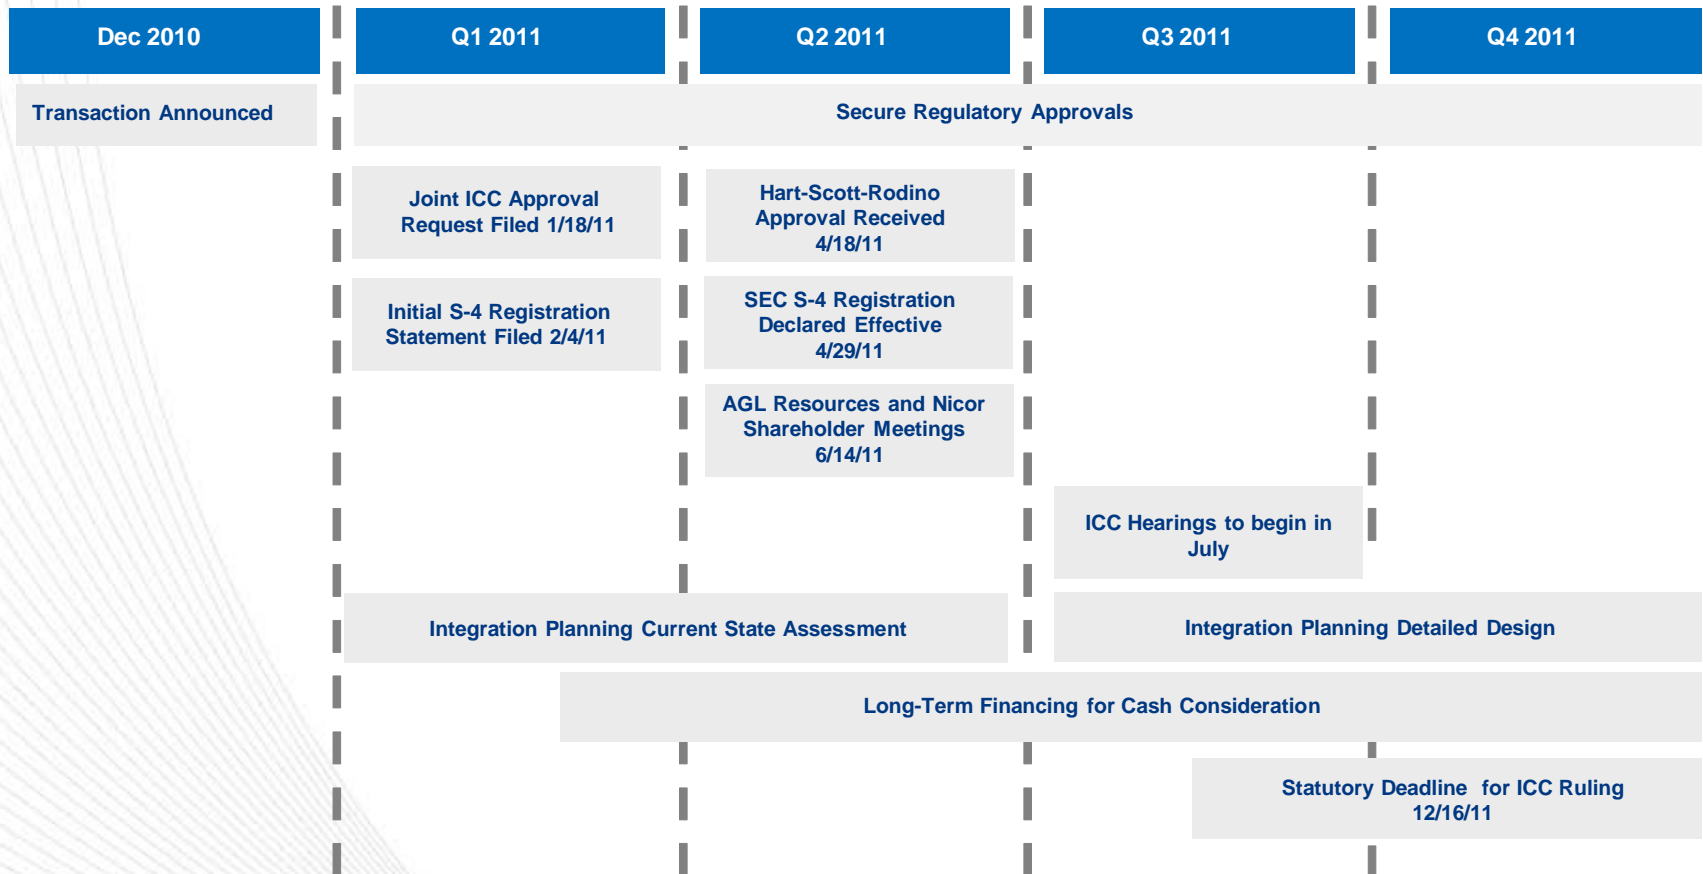 Dec 2010
Q1 2011
Q2 2011
Q3 2011
Q4 2011
Transaction Announced
Secure Regulatory Approvals
Joint ICC Approval
Request Filed 1/18/11
Hart-Scott-Rodino
Approval Received
4/18/11
Initial S-4 Registration
Statement Filed 2/4/11
SEC S-4 Registration
Declared Effective
4/29/11
AGL Resources and Nicor
Shareholder Meetings
6/14/11
ICC Hearings to begin in
July
Integration Planning Current State Assessment
Integration Planning Detailed Design
Long-Term Financing for Cash Consideration
Statutory Deadline for ICC Ruling
12/16/11